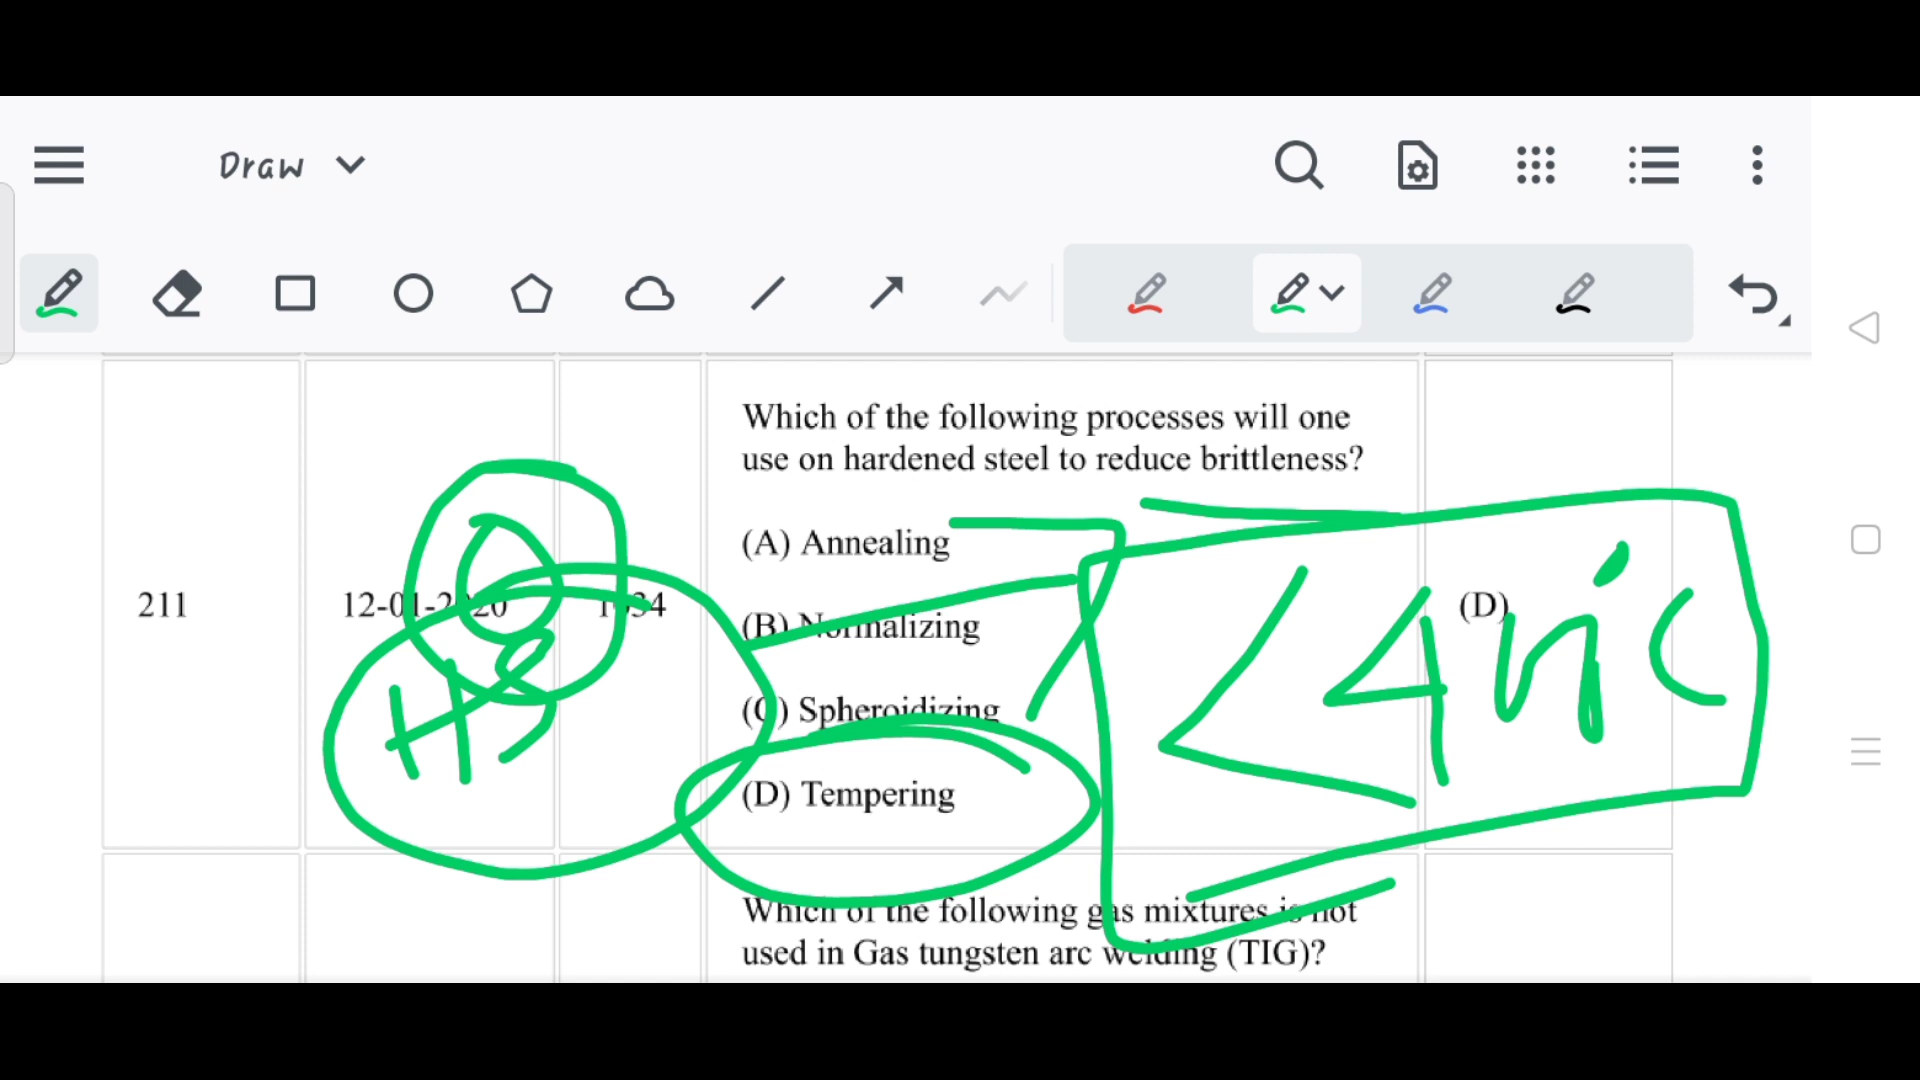 Draw
Which of the following processes will one
use on hardened steel to reduce brittleness?
(A) Annealing
211
12-01-2020
1034
(B) Normalizing
(D)
(C) Spheroidizing
HS
(D) Tempering
Which of the following gas mixtures is not
used in Gas tungsten arc welding (TIG)?